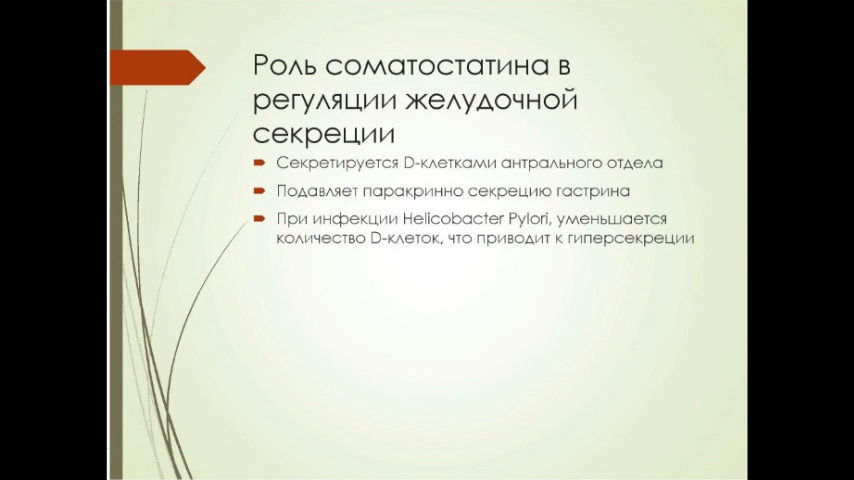 Роль соматостатина в
регуляции желудочной
секреции
Секретируется D-клетками антрального отдела
Подавляет паракринно секрецию гастрина
При инфекции Helicobacter Pylori, уменьшается
количество D-клеток, что приводит к гиперсекреции